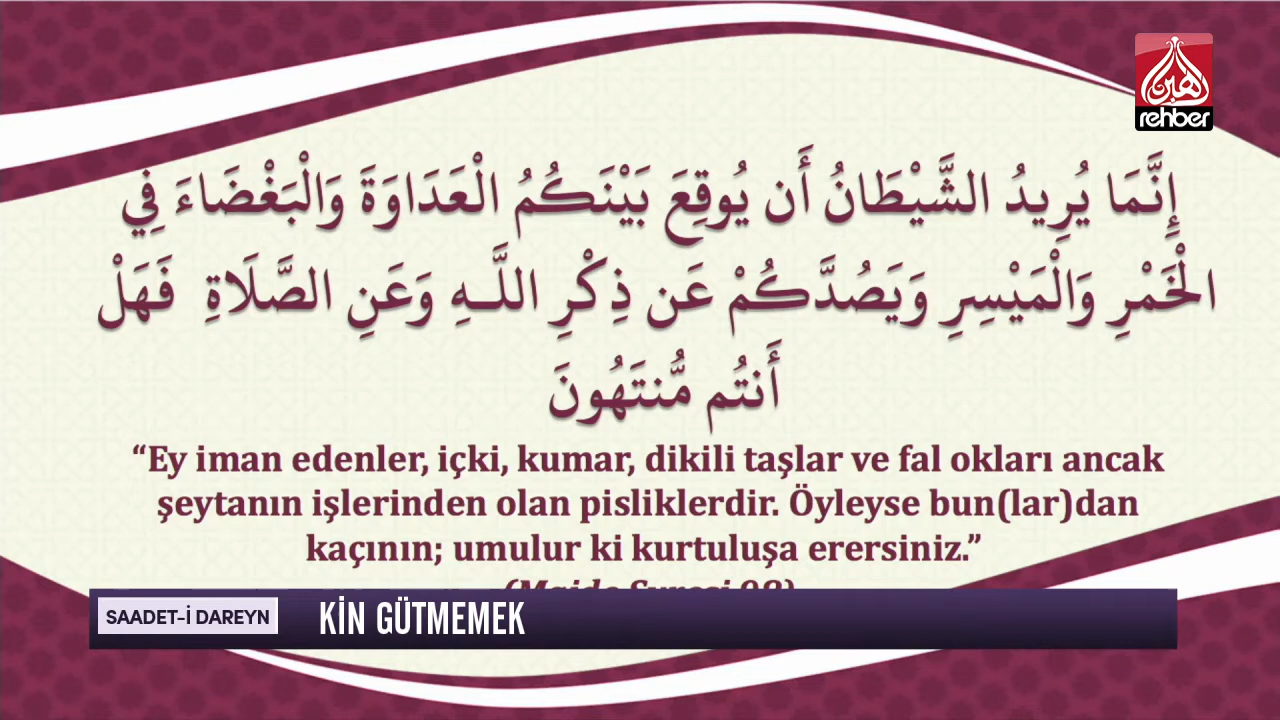 رهبر
rehber
إِنَّمَا يُرِيدُ الشَّيْطَانُ أَن يُوقِعَ بَيْنَكُمُ الْعَدَاوَةَ وَالْبَغْضَاءَ فِي
الْخَمْرِ وَالْمَيْسِرِ وَيَصُدَّكُمْ عَن ذِكْرِ اللَّـهِ وَعَنِ الصَّلَاةِ فَهَلْ
أَنتُم مُّنتَهُونَ
“Ey iman edenler, içki, kumar, dikili taşlar ve fal okları ancak
şeytanın işlerinden olan pisliklerdir. Öyleyse bun(lar)dan
kaçının; umulur ki kurtuluşa erersiniz.”
SAADET-İ DAREYN
KİN GÜTMEMEK